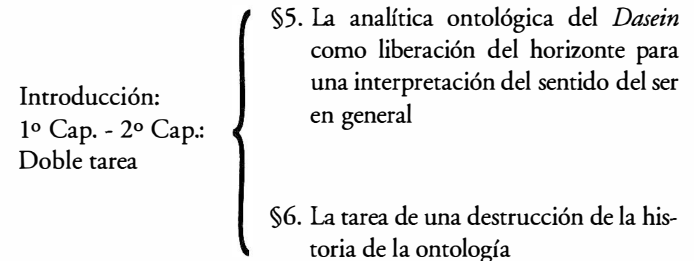 Introducción:
1º Cap. - 2º Cap.:
Doble tarea
§5. La analítica ontológica del Dasein
como liberación del horizonte para
una interpretación del sentido del ser
en general
§6. La tarea de una destrucción de la his-
toria de la ontología